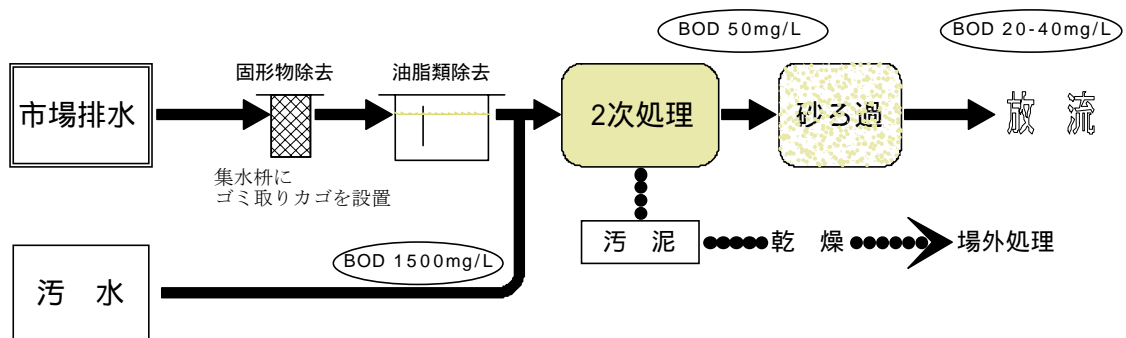 BOD 50mg/L
BOD 20-40mg/L
固形物除去
油脂類除去
市場排水
2次処理
砂ろ過
放 流
集水枡に
ゴミ取りカゴを設置
汚 泥
乾 燥
場外処理
BOD 1500mg/L
汚 水